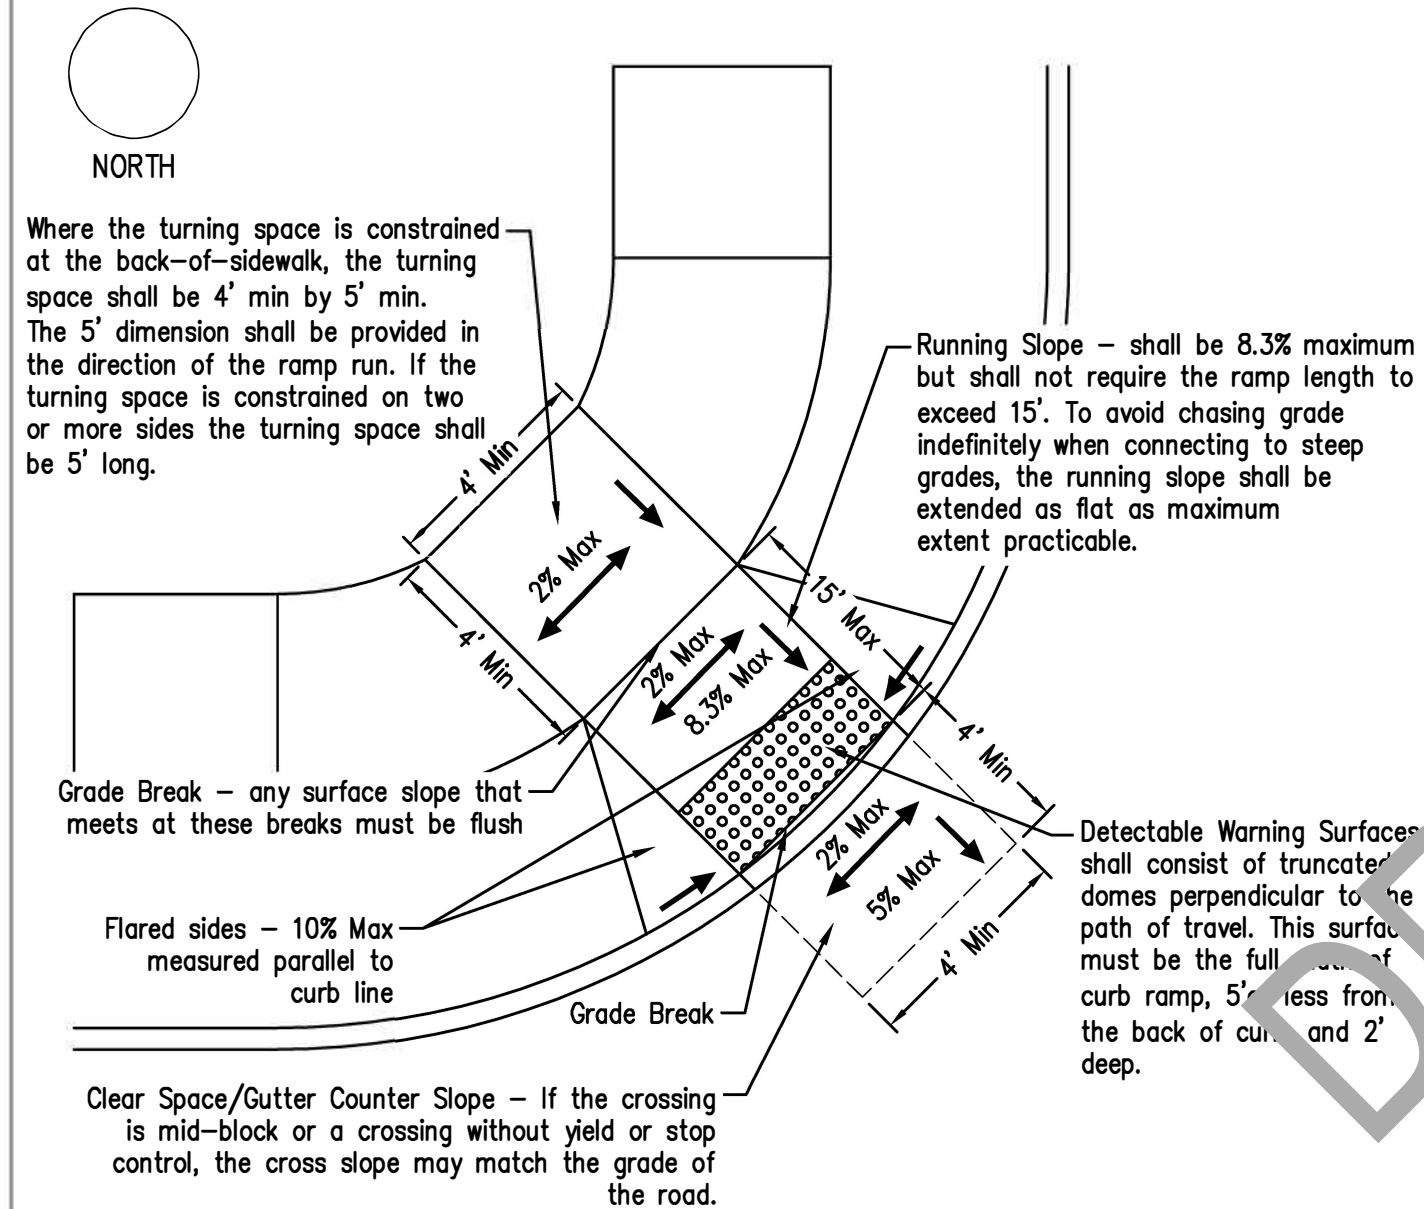 NORTH
Where the turning space is constrained
at the back-of-sidewalk, the turning
space shall be 4' min by 5' min.
The 5' dimension shall be provided in
the direction of the ramp run. If the
turning space is constrained on two
or more sides the turning space shall
be 5' long.
Running Slope - shall be 8.3% maximum
but shall not require the ramp length to
exceed 15'. To avoid chasing grade
indefinitely when connecting to steep
grades, the running slope shall be
extended as flat as maximum
extent practicable.
4' Min
2% Max
4' Min
15' Max
2% Max
8.3% Max
4' Min
2% Max
5% Max
4' Min
Grade Break - any surface slope that
meets at these breaks must be flush
Flared sides - 10% Max
measured parallel to
curb line
Grade Break
Detectable Warning Surfaces
shall consist of truncated
domes perpendicular to
path of travel. This
must be the full of
curb ramp, less from
the back of and 2'
deep.
Clear Space/Gutter Counter Slope - If the crossing
is mid-block or a crossing without yield or stop
control, the cross slope may match the grade of
the road.